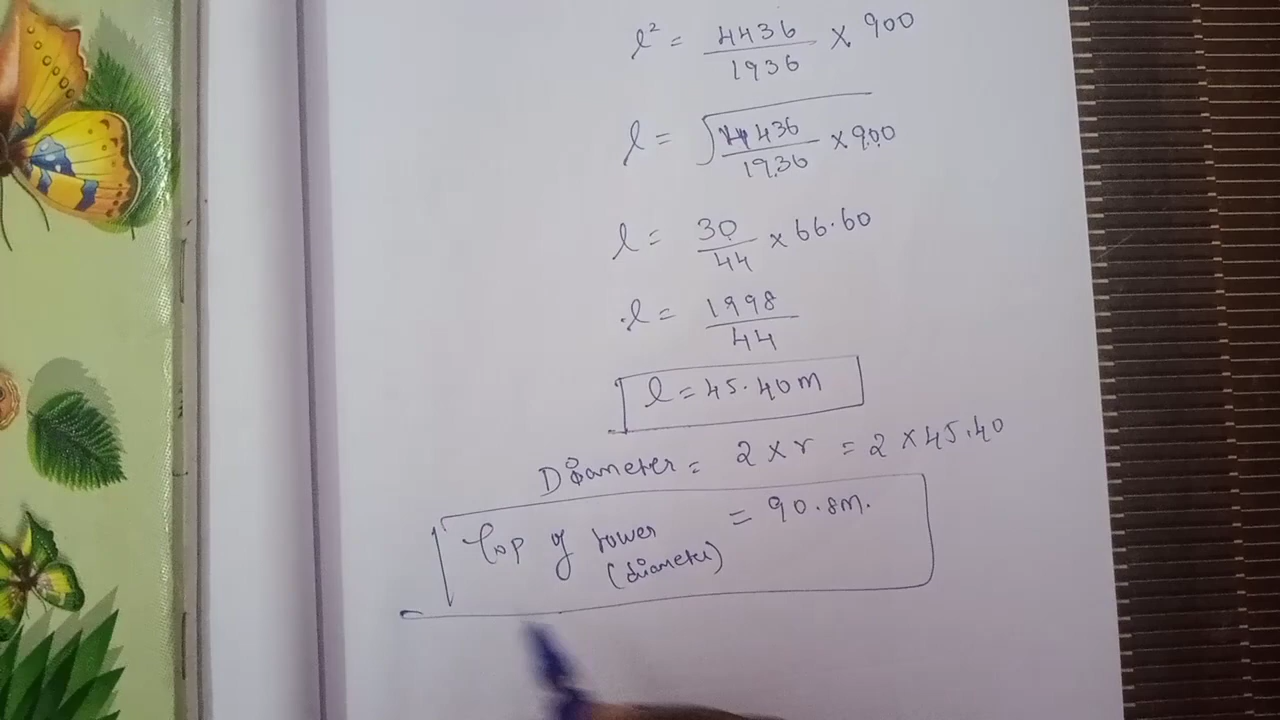 l² = 4436/1936 × 900
l = √(4436/1936 × 900)
l = 30/44 × 66.60
l = 1998/44
l = 45.40m
Diameter = 2 × r = 2 × 45.40
Top of tower = 90.8m.
(diameter)